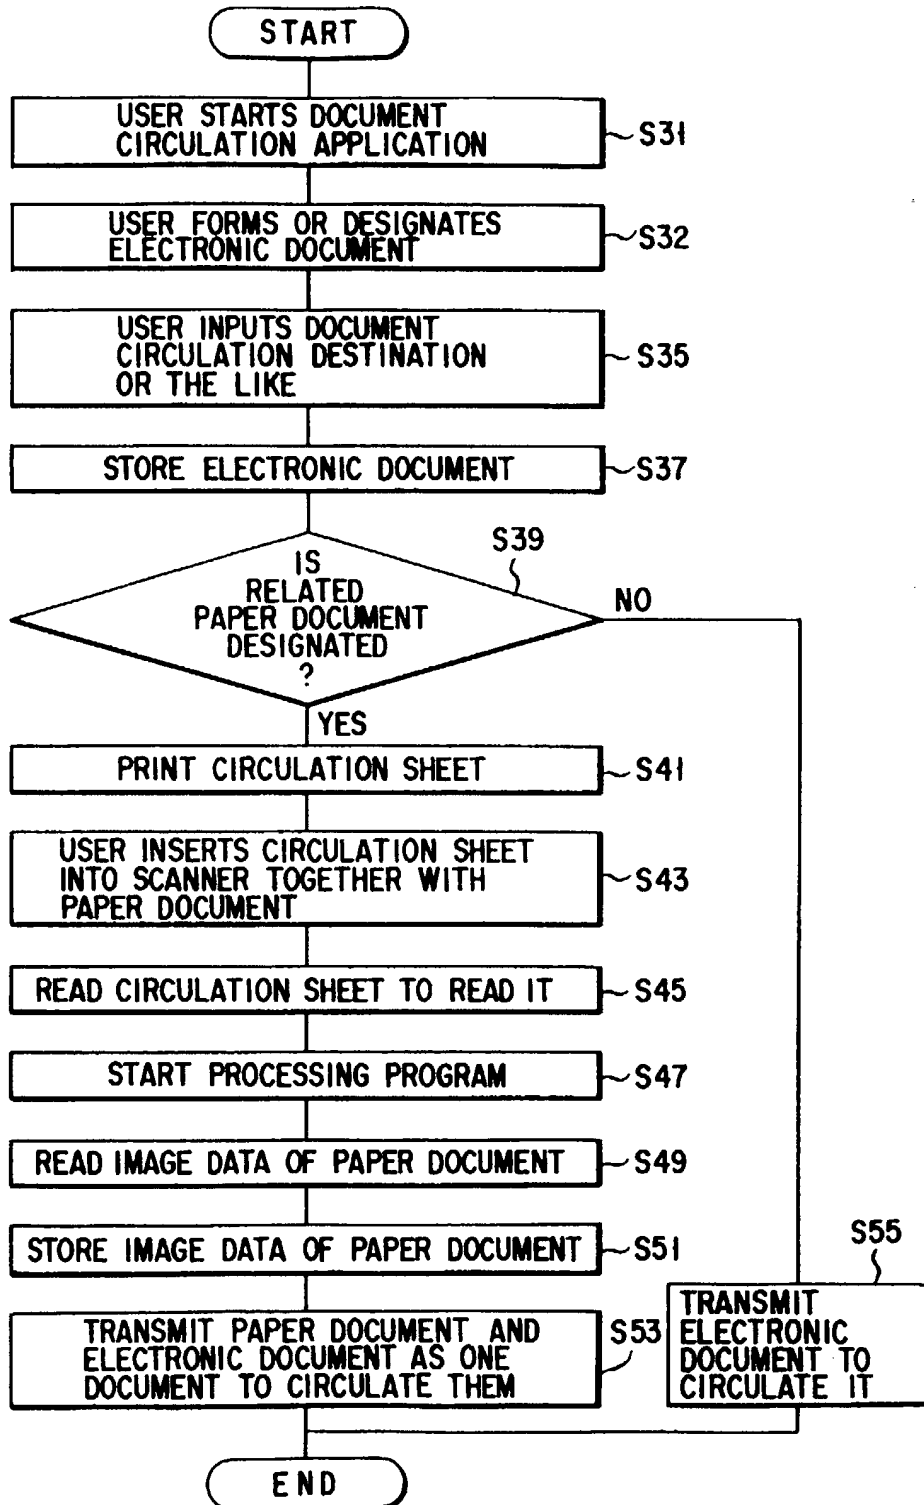 START
USER STARTS DOCUMENT
CIRCULATION APPLICATION
S31
USER FORMS OR DESIGNATES
ELECTRONIC DOCUMENT
S32
USER INPUTS DOCUMENT
CIRCULATION DESTINATION
OR THE LIKE
S35
STORE ELECTRONIC DOCUMENT
S37
S39
IS
RELATED
PAPER DOCUMENT
DESIGNATED
?
NO
YES
PRINT CIRCULATION SHEET
S41
USER INSERTS CIRCULATION SHEET
INTO SCANNER TOGETHER WITH
PAPER DOCUMENT
S43
READ CIRCULATION SHEET TO READ IT
S45
START PROCESSING PROGRAM
S47
READ IMAGE DATA OF PAPER DOCUMENT
S49
STORE IMAGE DATA OF PAPER DOCUMENT
S51
TRANSMIT PAPER DOCUMENT AND
ELECTRONIC DOCUMENT AS ONE
DOCUMENT TO CIRCULATE THEM
S53
S55
TRANSMIT
ELECTRONIC
DOCUMENT TO
CIRCULATE IT
END